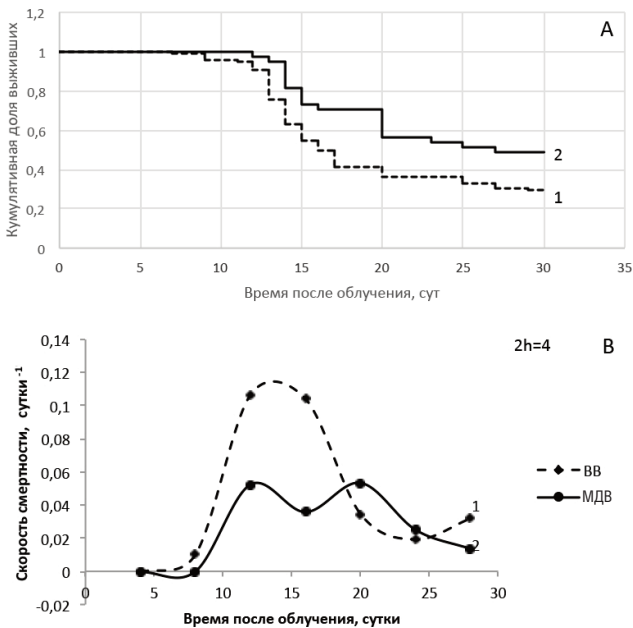 A
Кумулятивная доля выживших
1,2
1
0,8
0,6
0,4
0,2
0
2
1
0 5 10 15 20 25 30 35
Время после облучения, сут
B
2h=4
Скорость смертности, сутки -1
0,14
0,12
0,1
0,08
0,06
0,04
0,02
0
-0,02
BB
МДВ
1
2
0 5 10 15 20 25 30
Время после облучения, сутки